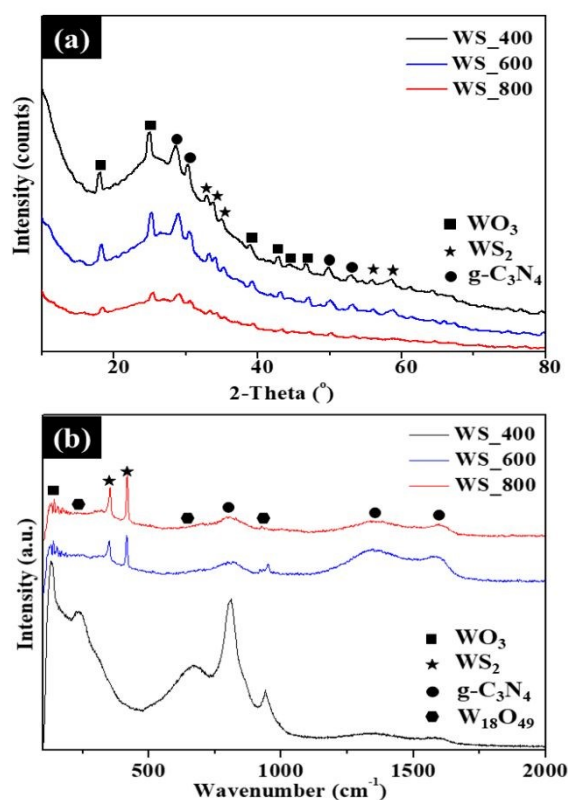 (a)
WS_400
WS_600
WS_800
Intensity (counts)
■ WO₃
★ WS₂
● g-C₃N₄
20 40 60 80
2-Theta (°)
(b)
WS_400
WS_600
WS_800
Intensity (a.u.)
■ WO₃
★ WS₂
● g-C₃N₄
⬢ W₁₈O₄₉
500 1000 1500 2000
Wavenumber (cm⁻¹)